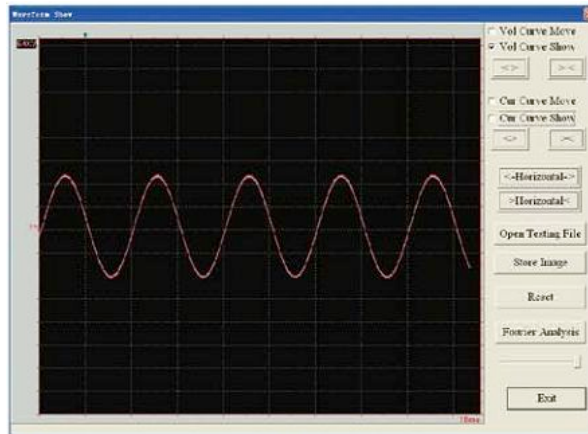 Waveform Show
Vol Curve Move
Vol Curve Show
<>
><
Cur Curve Move
Cur Curve Show
<>
><
<-Horizontal->
>Horizontal<
Open Testing File
Store Image
Reset
Fourier Analysis
Exit